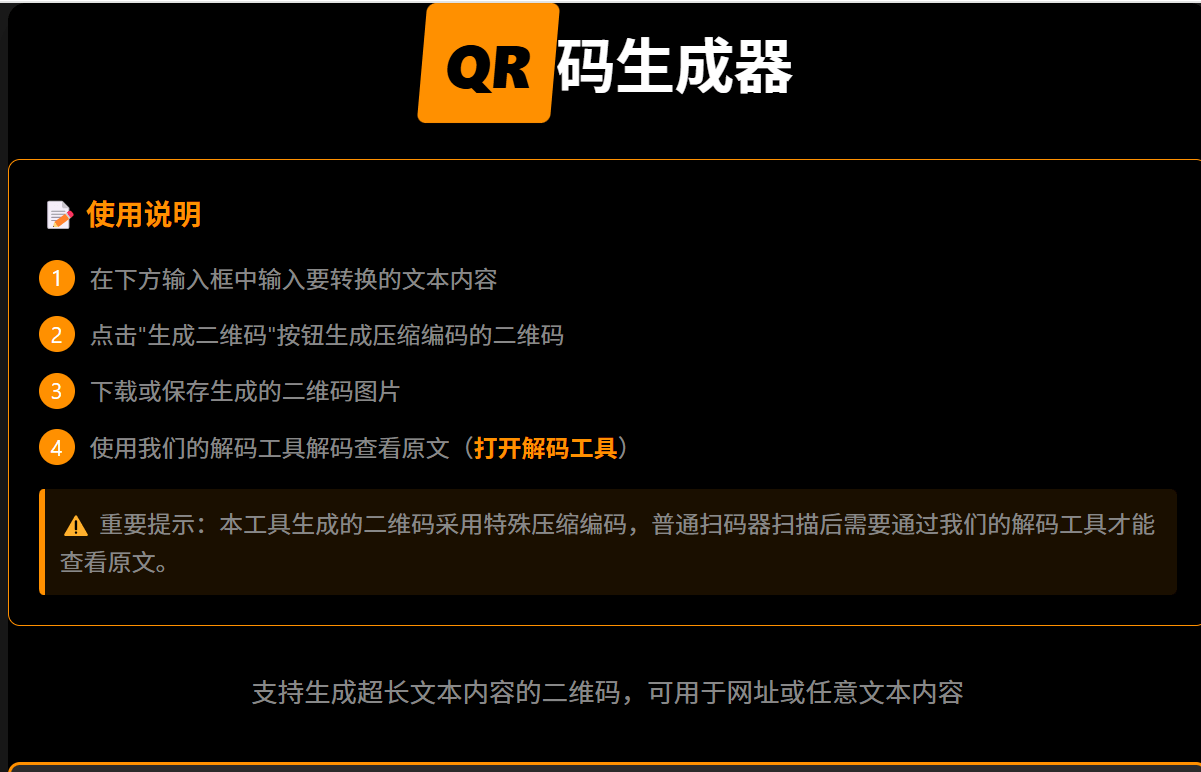 QR码生成器
使用说明
1 在下方输入框中输入要转换的文本内容
2 点击"生成二维码"按钮生成压缩编码的二维码
3 下载或保存生成的二维码图片
4 使用我们的解码工具解码查看原文（打开解码工具）
重要提示：本工具生成的二维码采用特殊压缩编码，普通扫码器扫描后需要通过我们的解码工具才能
查看原文。
支持生成超长文本内容的二维码，可用于网址或任意文本内容